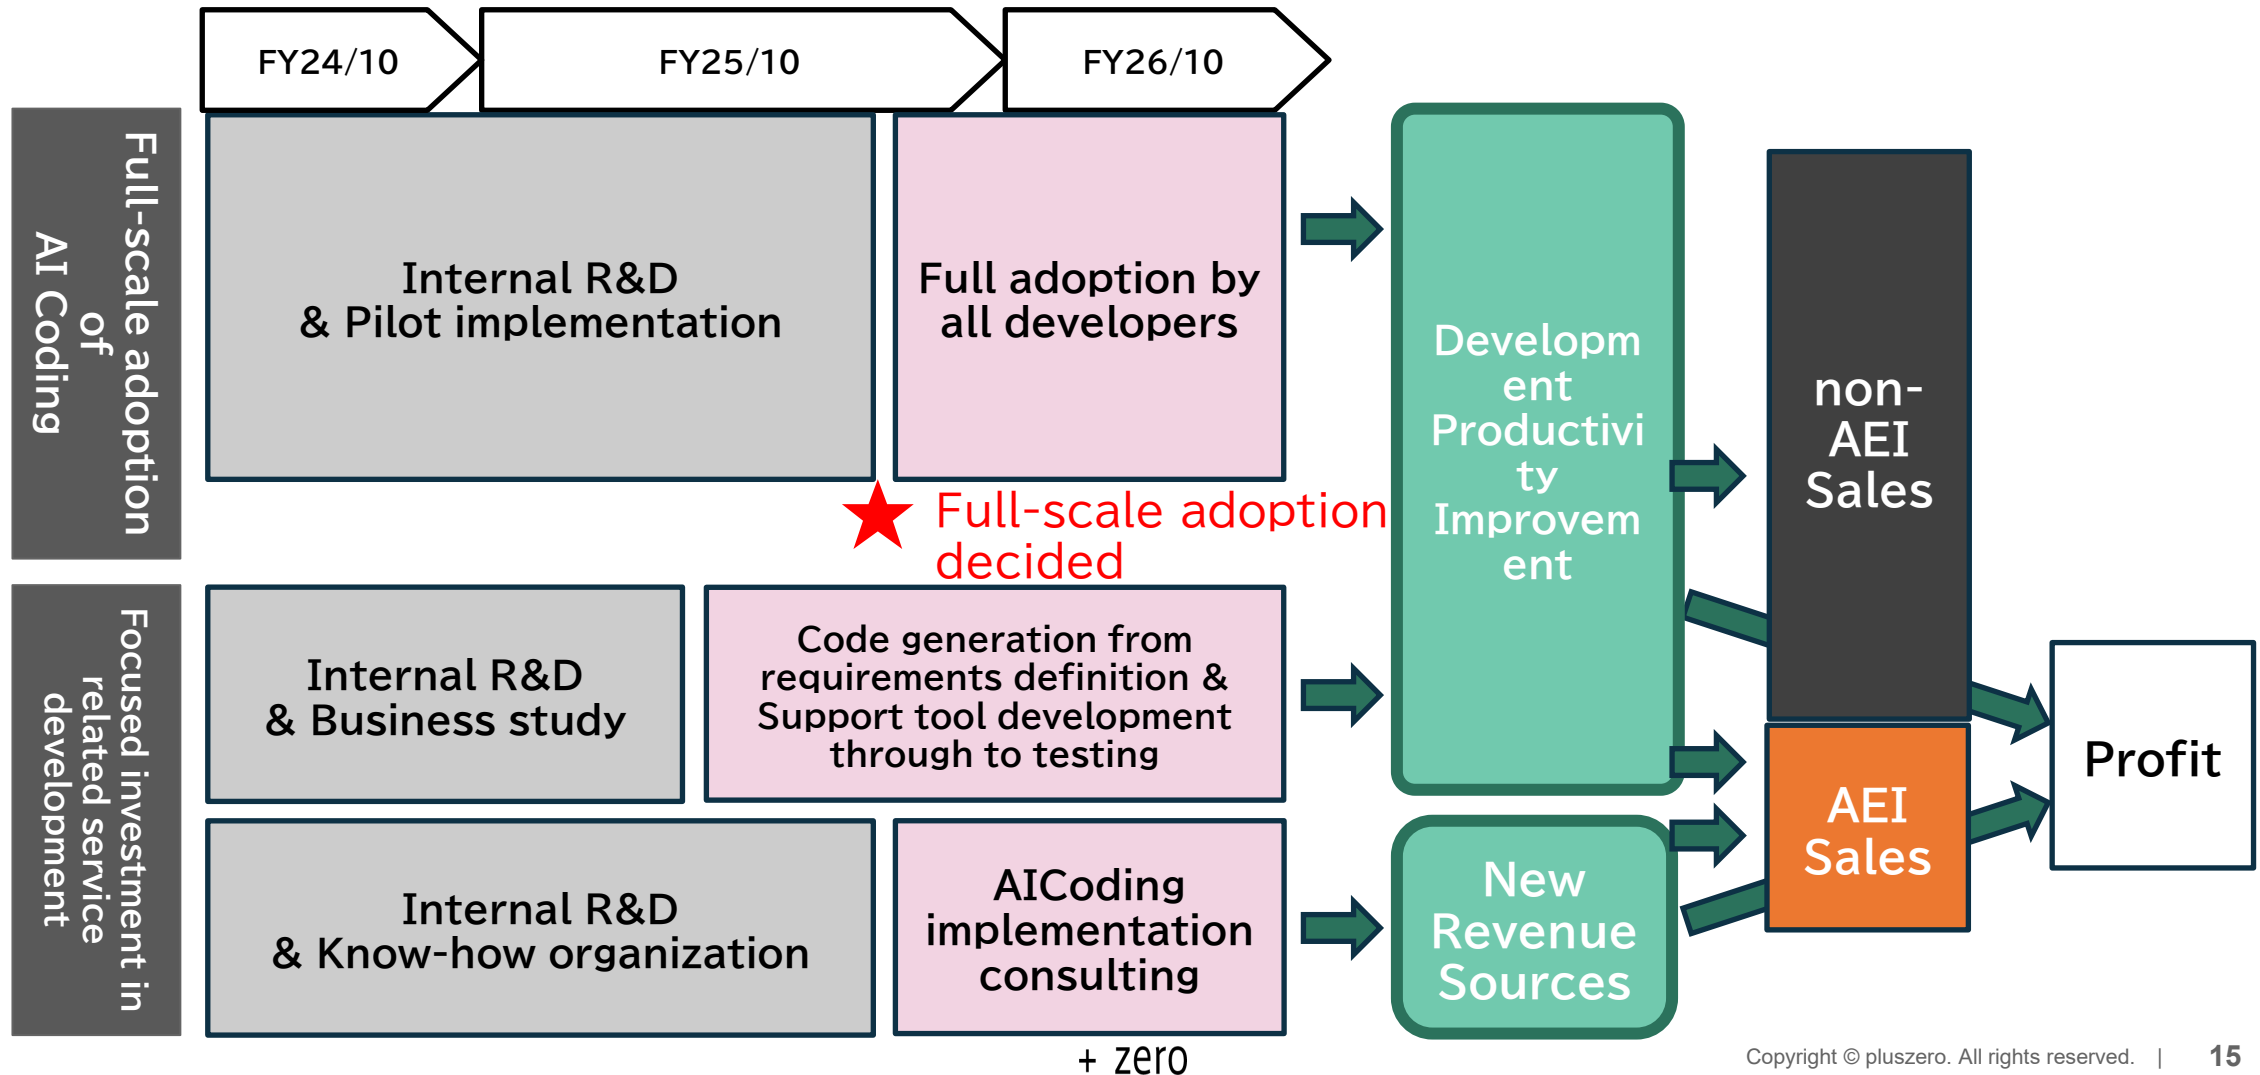 FY24/10
FY25/10
FY26/10
Full-scale adoption
of
AI Coding
Internal R&D
& Pilot implementation
Full adoption by
all developers
Full-scale adoption
decided
Focused investment in
related service
development
Internal R&D
& Business study
Code generation from
requirements definition &
Support tool development
through to testing
Internal R&D
& Know-how organization
AICoding
implementation
consulting
Developm
ent
Productivi
ty
Improvem
ent
New
Revenue
Sources
non-
AEI
Sales
AEI
Sales
Profit
+ zero
Copyright © pluszero. All rights reserved. | 15